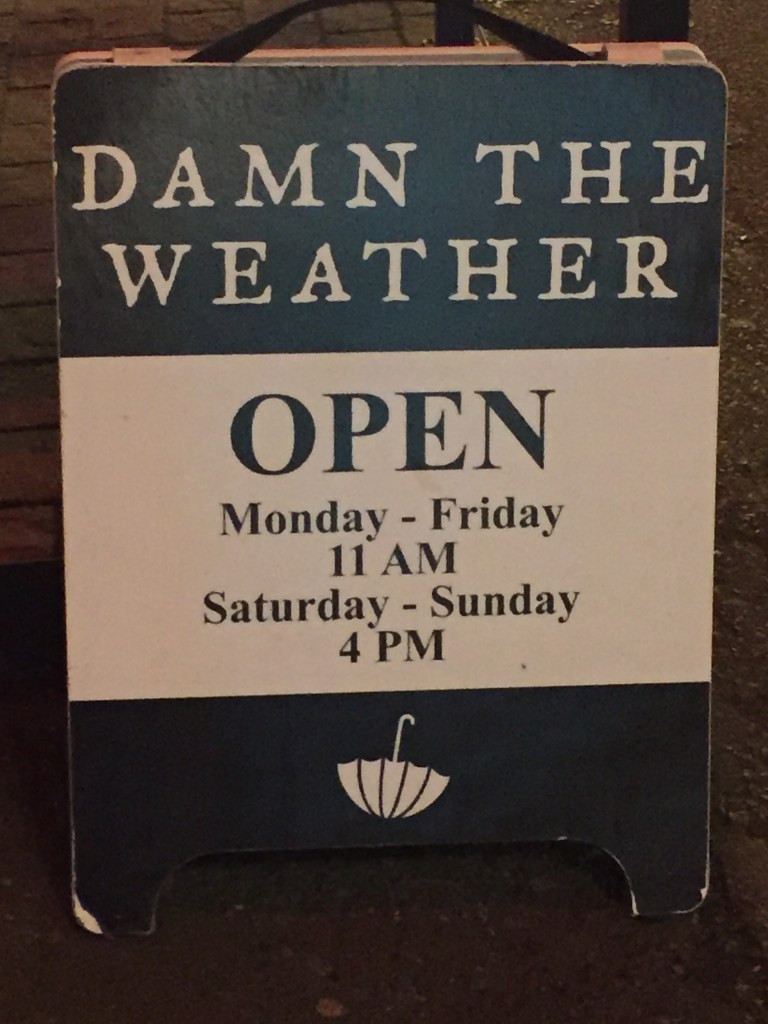 DAMN THE
WEATHER
OPEN
Monday - Friday
11 AM
Saturday - Sunday
4 PM